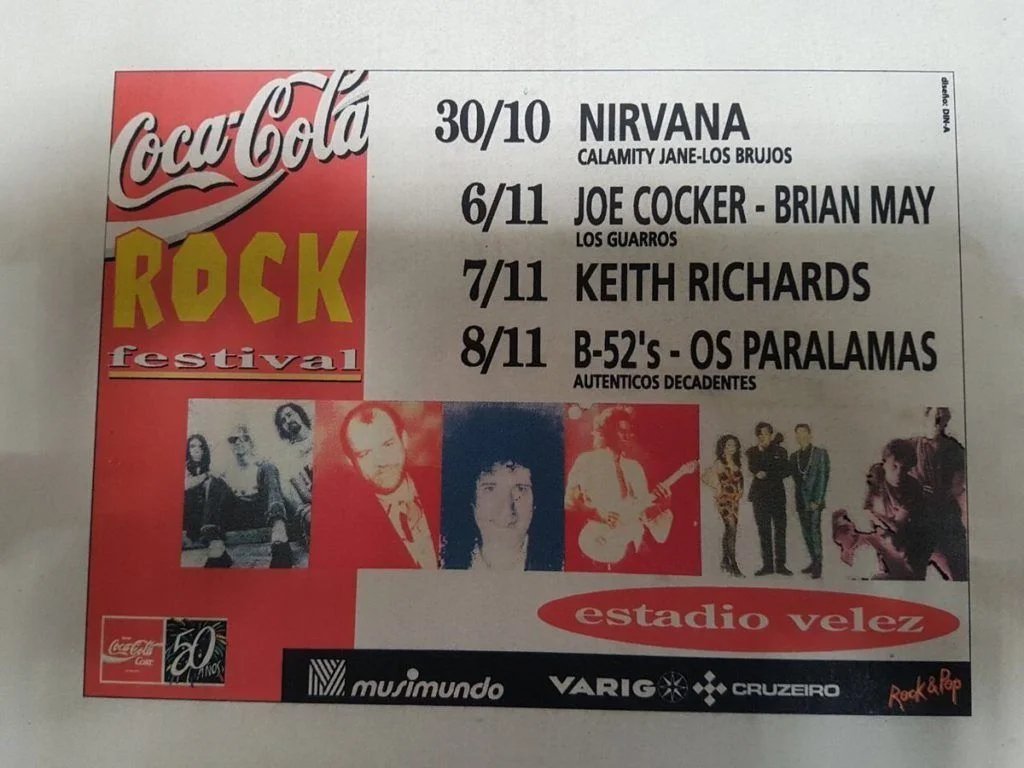 Coca-Cola
ROCK
festival
diseño: DIN-A
30/10 NIRVANA
CALAMITY JANE-LOS BRUJOS
6/11 JOE COCKER - BRIAN MAY
LOS GUARROS
7/11 KEITH RICHARDS
8/11 B-52's - OS PARALAMAS
AUTENTICOS DECADENTES
estadio velez
Coca-Cola
50
AÑOS
musimundo
VARIG CRUZEIRO
Rock & Pop